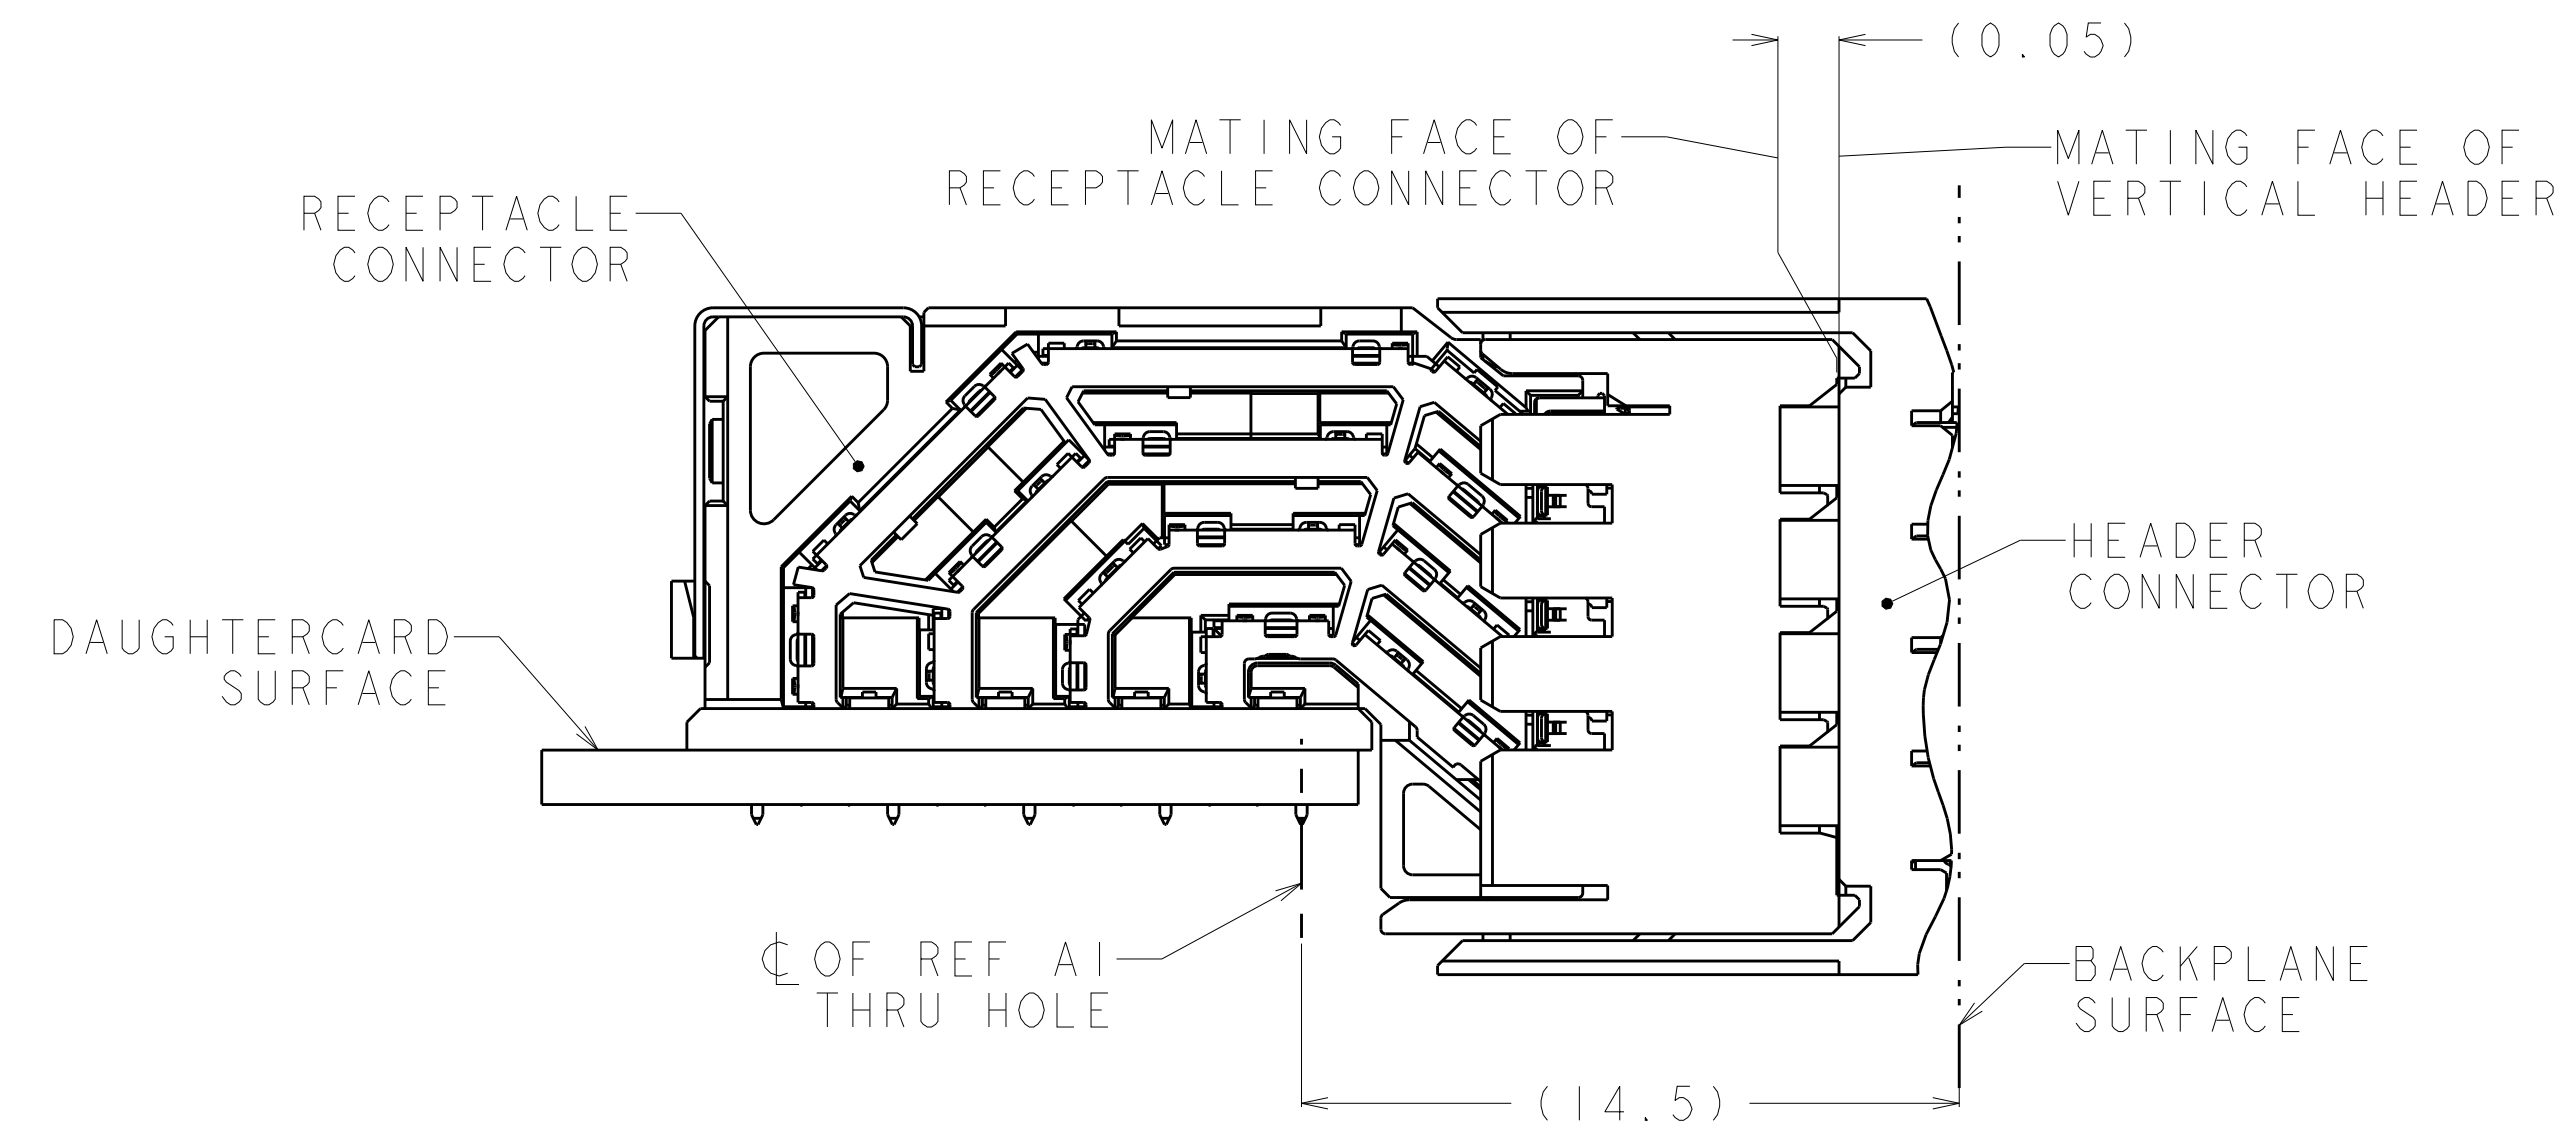 (0.05)
MATING FACE OF
RECEPTACLE CONNECTOR
MATING FACE OF
VERTICAL HEADER
RECEPTACLE
CONNECTOR
HEADER
CONNECTOR
DAUGHTERCARD
SURFACE
℄ OF REF A1
THRU HOLE
BACKPLANE
SURFACE
(14.5)